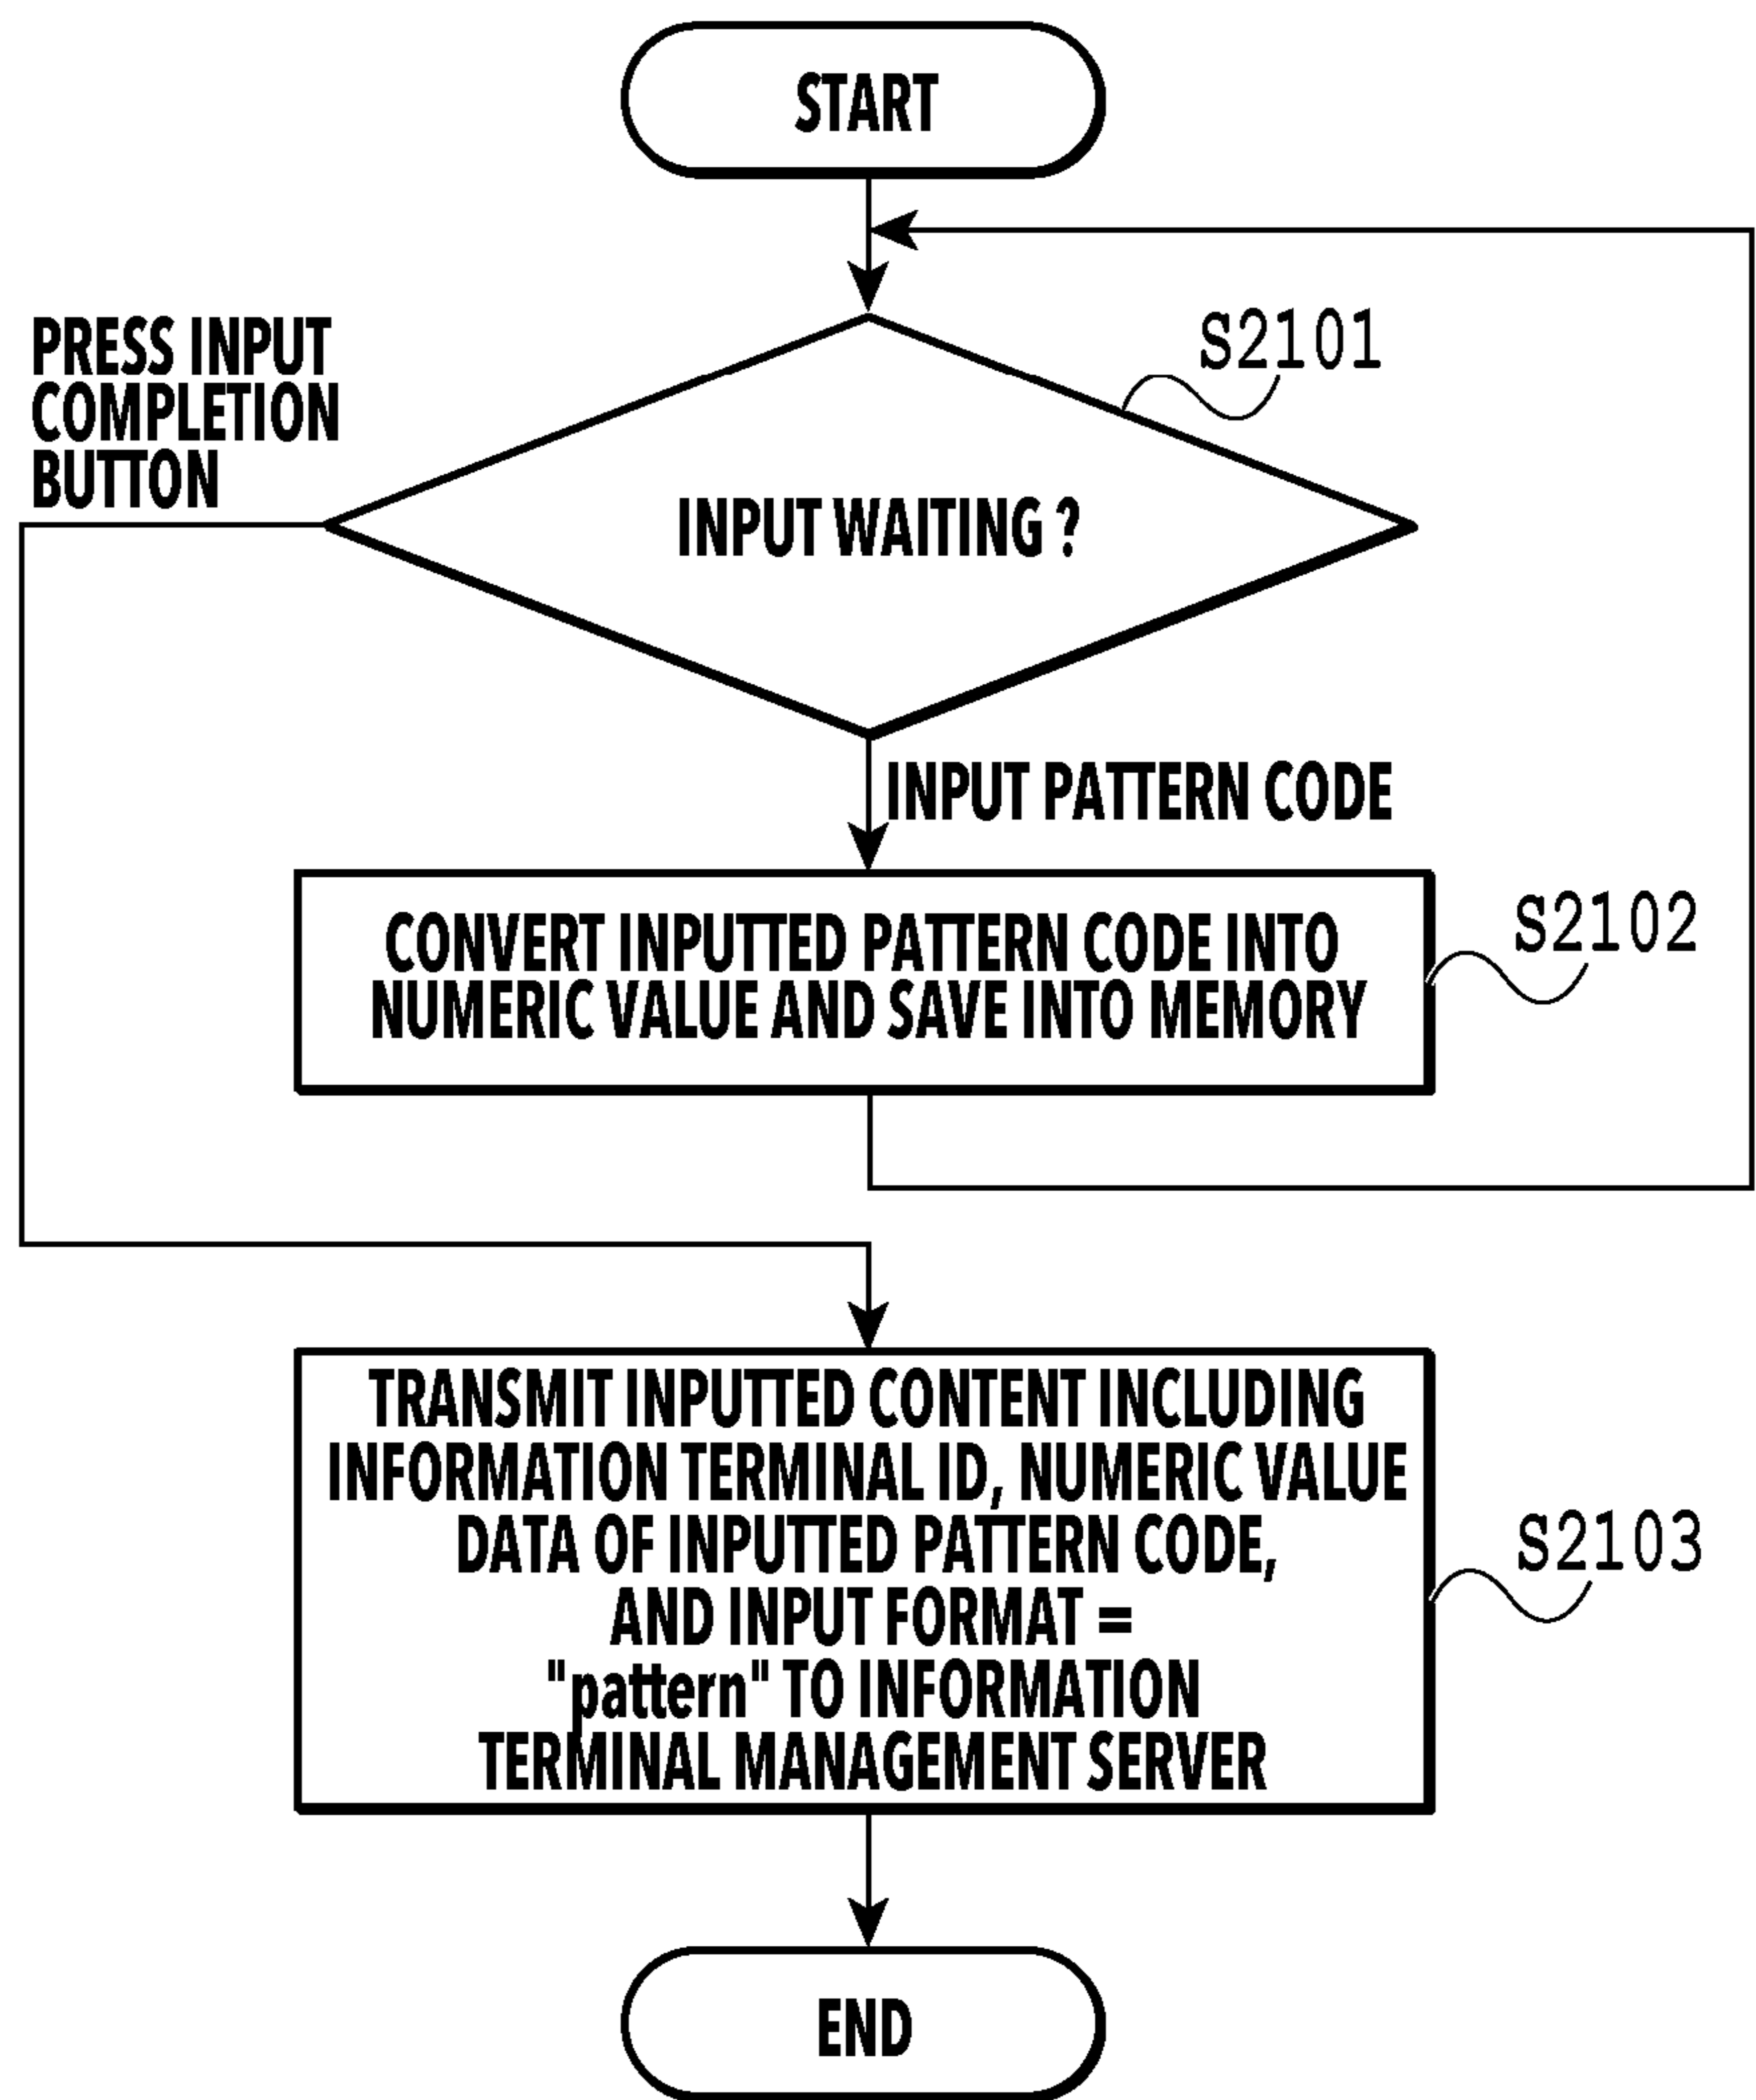 START
PRESS INPUT
COMPLETION
BUTTON
S2101
INPUT WAITING ?
INPUT PATTERN CODE
CONVERT INPUTTED PATTERN CODE INTO
NUMERIC VALUE AND SAVE INTO MEMORY
S2102
TRANSMIT INPUTTED CONTENT INCLUDING
INFORMATION TERMINAL ID, NUMERIC VALUE
DATA OF INPUTTED PATTERN CODE,
AND INPUT FORMAT =
"pattern" TO INFORMATION
TERMINAL MANAGEMENT SERVER
S2103
END